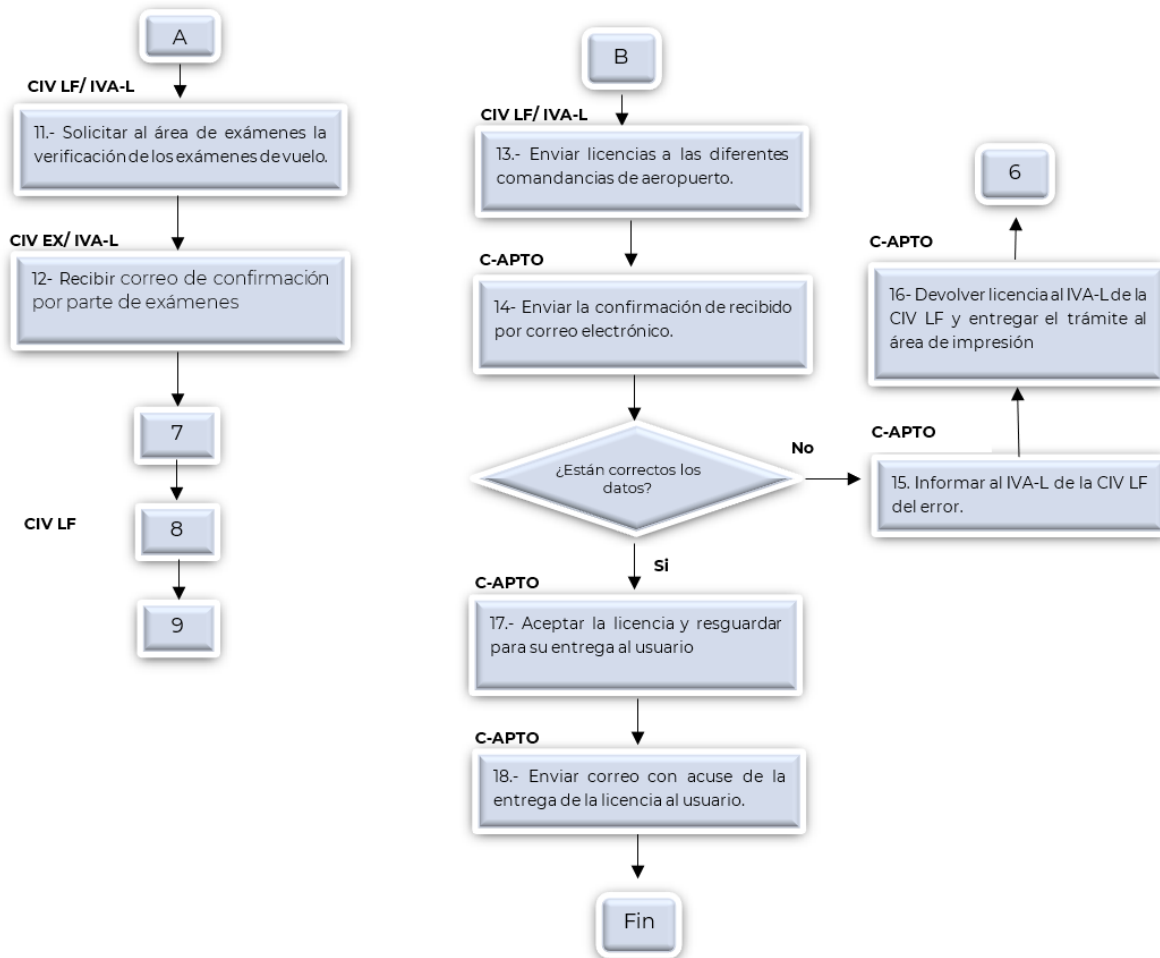 A
CIV LF/ IVA-L
11.- Solicitar al área de exámenes la
verificación de los exámenes de vuelo.
CIV EX/ IVA-L
12- Recibir correo de confirmación
por parte de exámenes
7
CIV LF
8
9
B
CIV LF/ IVA-L
13.- Enviar licencias a las diferentes
comandancias de aeropuerto.
C-APTO
14- Enviar la confirmación de recibido
por correo electrónico.
¿Están correctos los
datos?
No
Si
C-APTO
15. Informar al IVA-L de la CIV LF
del error.
C-APTO
16- Devolver licencia al IVA-L de la
CIV LF y entregar el trámite al
área de impresión
6
C-APTO
17.- Aceptar la licencia y resguardar
para su entrega al usuario
C-APTO
18.- Enviar correo con acuse de la
entrega de la licencia al usuario.
Fin